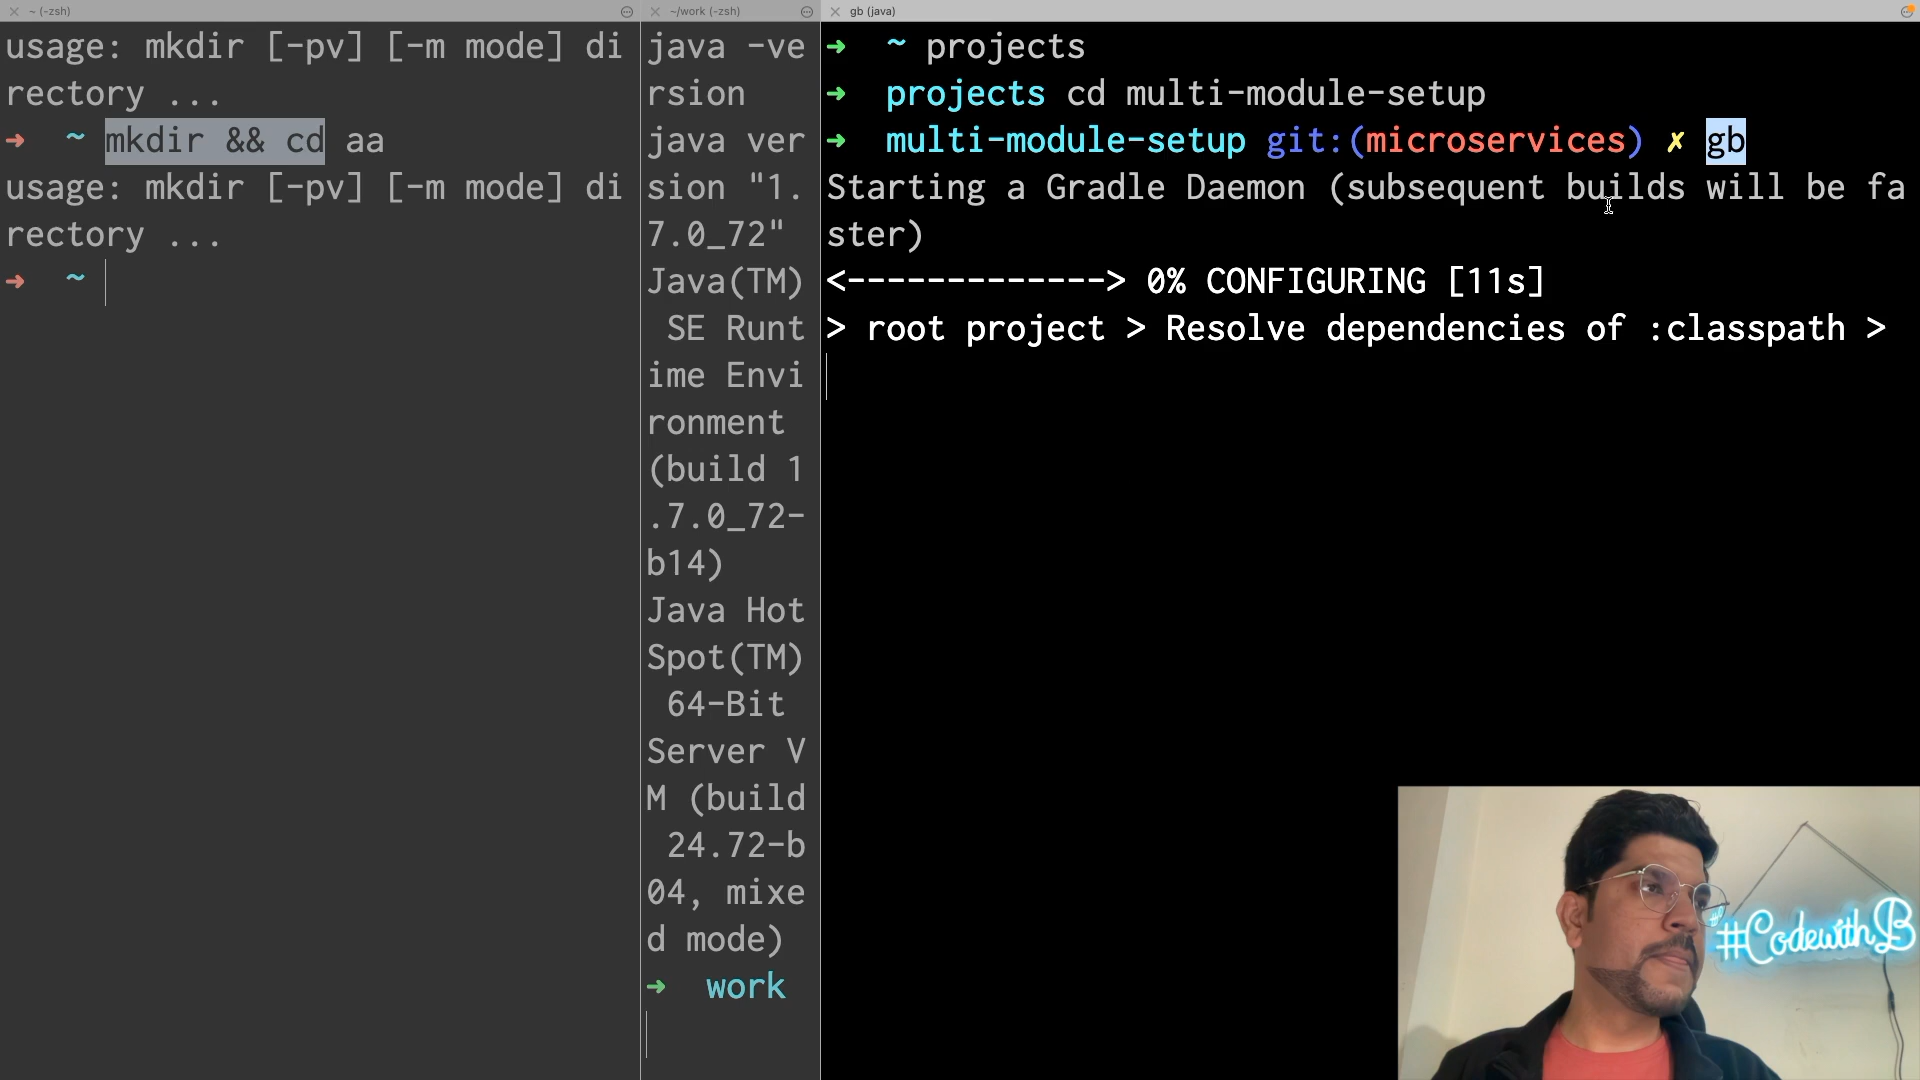 ~ (-zsh)
usage: mkdir [-pv] [-m mode] di
rectory ...
➜ ~ mkdir && cd aa
usage: mkdir [-pv] [-m mode] di
rectory ...
➜ ~
~/work (-zsh)
java -ve
rsion
java ver
sion "1.
7.0_72"
Java(TM)
SE Runt
ime Envi
ronment
(build 1
.7.0_72-
b14)
Java Hot
Spot(TM)
64-Bit
Server V
M (build
24.72-b
04, mixe
d mode)
➜ work
gb (java)
➜ ~ projects
➜ projects cd multi-module-setup
➜ multi-module-setup git:(microservices) ✗ gb
Starting a Gradle Daemon (subsequent builds will be fa
ster)
<-------------> 0% CONFIGURING [11s]
> root project > Resolve dependencies of :classpath >
#CodewithB